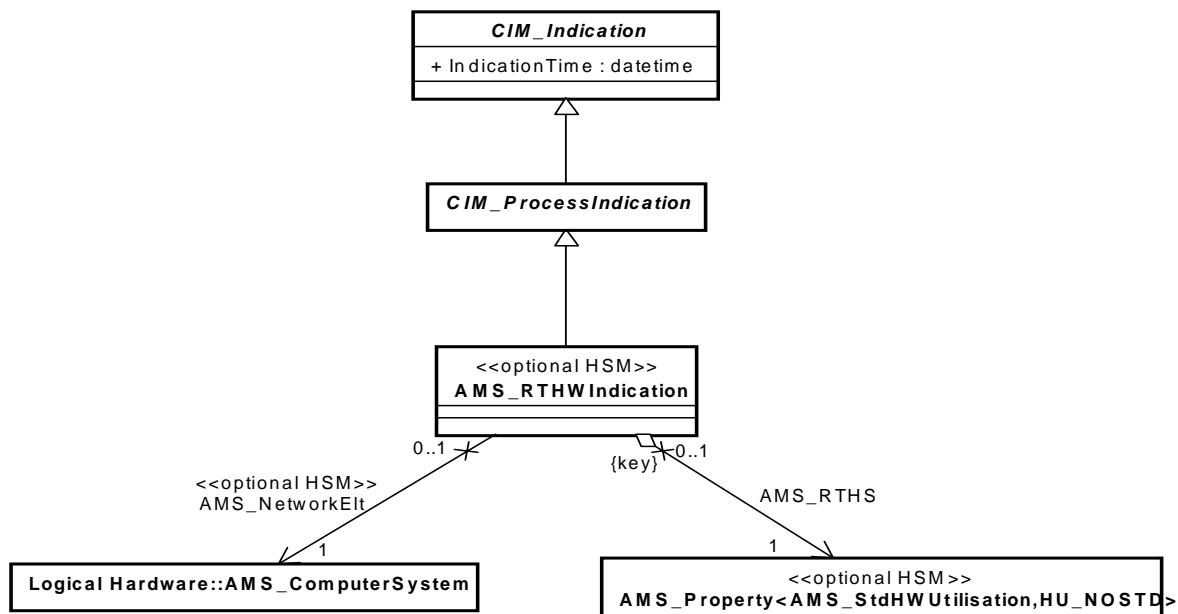 CIM_Indication
+ IndicationTime : datetime
CIM_ProcessIndication
<<optional HSM>>
AMS_RTHWIndication
0..1
0..1
{key}
<<optional HSM>>
AMS_NetworkElt
AMS_RTHS
1
1
Logical Hardware::AMS_ComputerSystem
<<optional HSM>>
AMS_Property<AMS_StdHWUtilisation,HU_NOSTD>